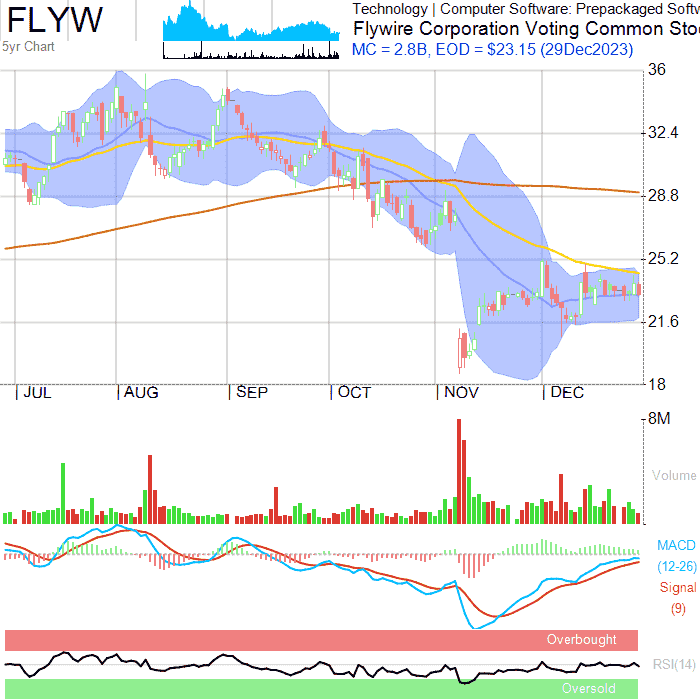 FLYW
5yr Chart
Technology | Computer Software: Prepackaged Softw
Flywire Corporation Voting Common Sto
MC = 2.8B, EOD = $23.15 (29Dec2023)
36
32.4
28.8
25.2
21.6
18
JUL AUG SEP OCT NOV DEC
8M
Volume
MACD
(12-26)
Signal
(9)
Overbought
RSI(14)
Oversold